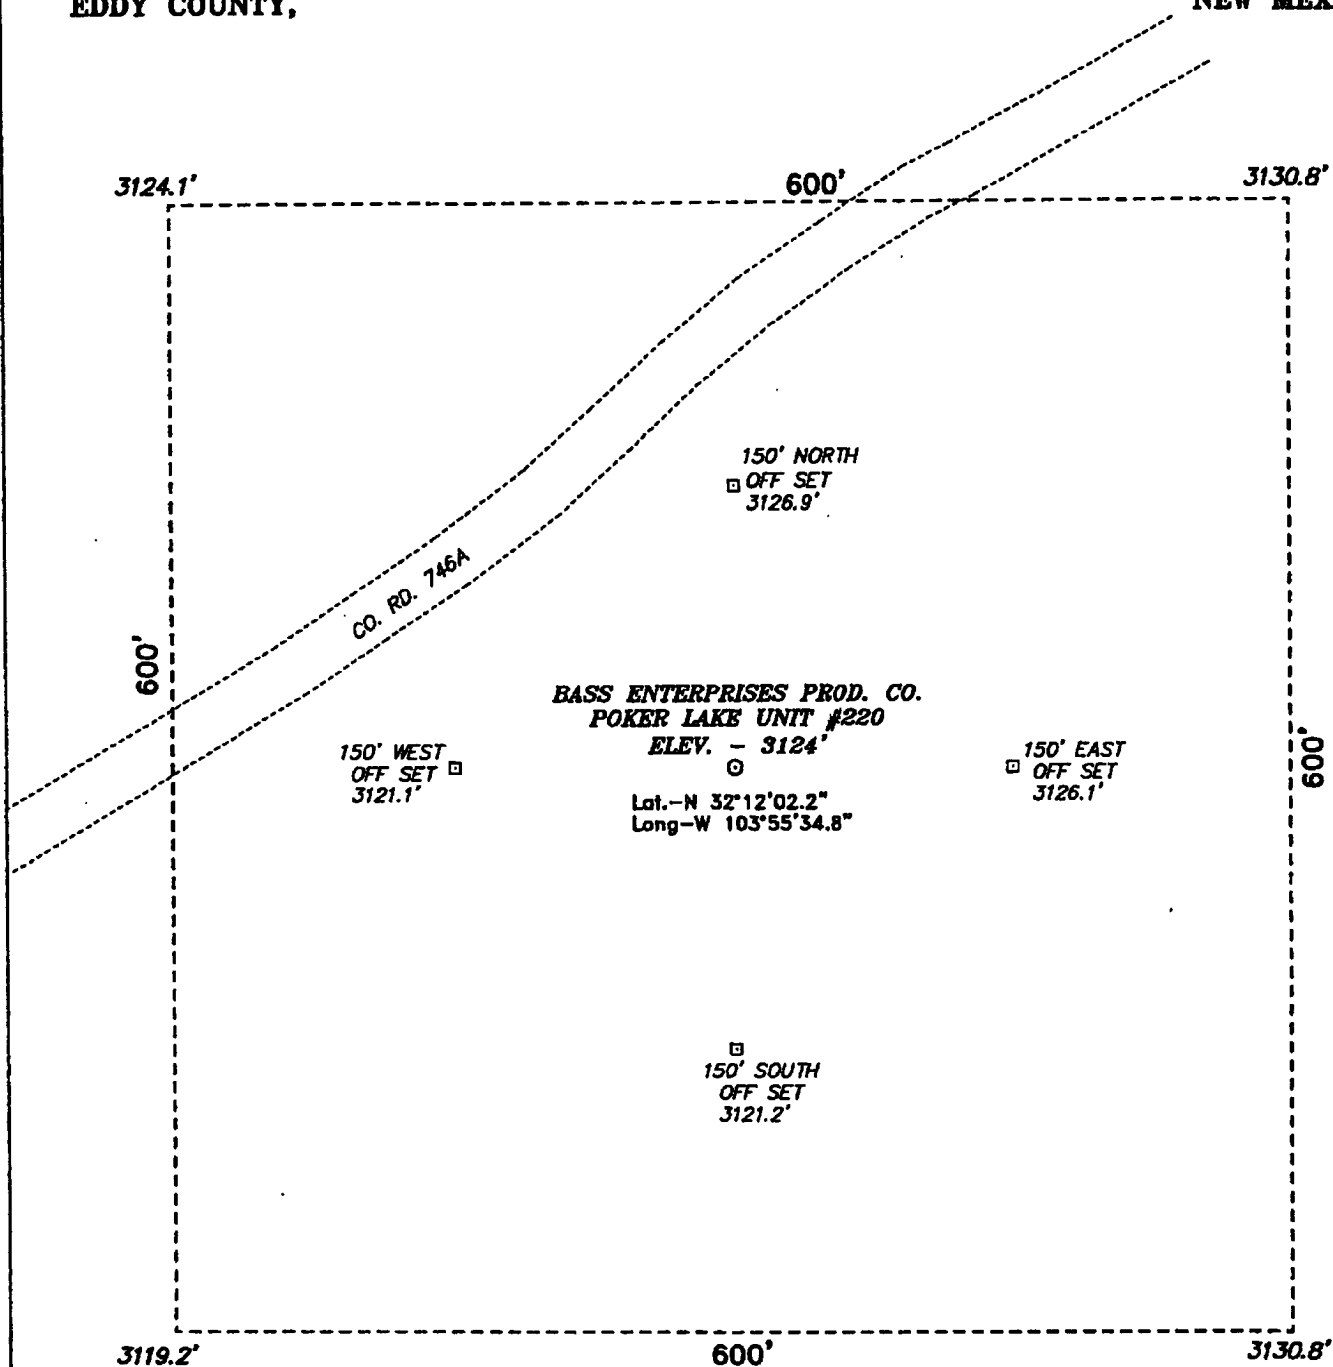 EDDY COUNTY,
3124.1'
600'
3130.8'
150' NORTH
OFF SET
3126.9'
CO. RD. 746A
600'
BASS ENTERPRISES PROD. CO.
POKER LAKE UNIT #220
ELEV. - 3124'
150' WEST
OFF SET
3121.1'
150' EAST
OFF SET
3126.1'
600'
Lat.-N 32°12'02.2"
Long-W 103°55'34.8"
150' SOUTH
OFF SET
3121.2'
3119.2'
600'
3130.8'